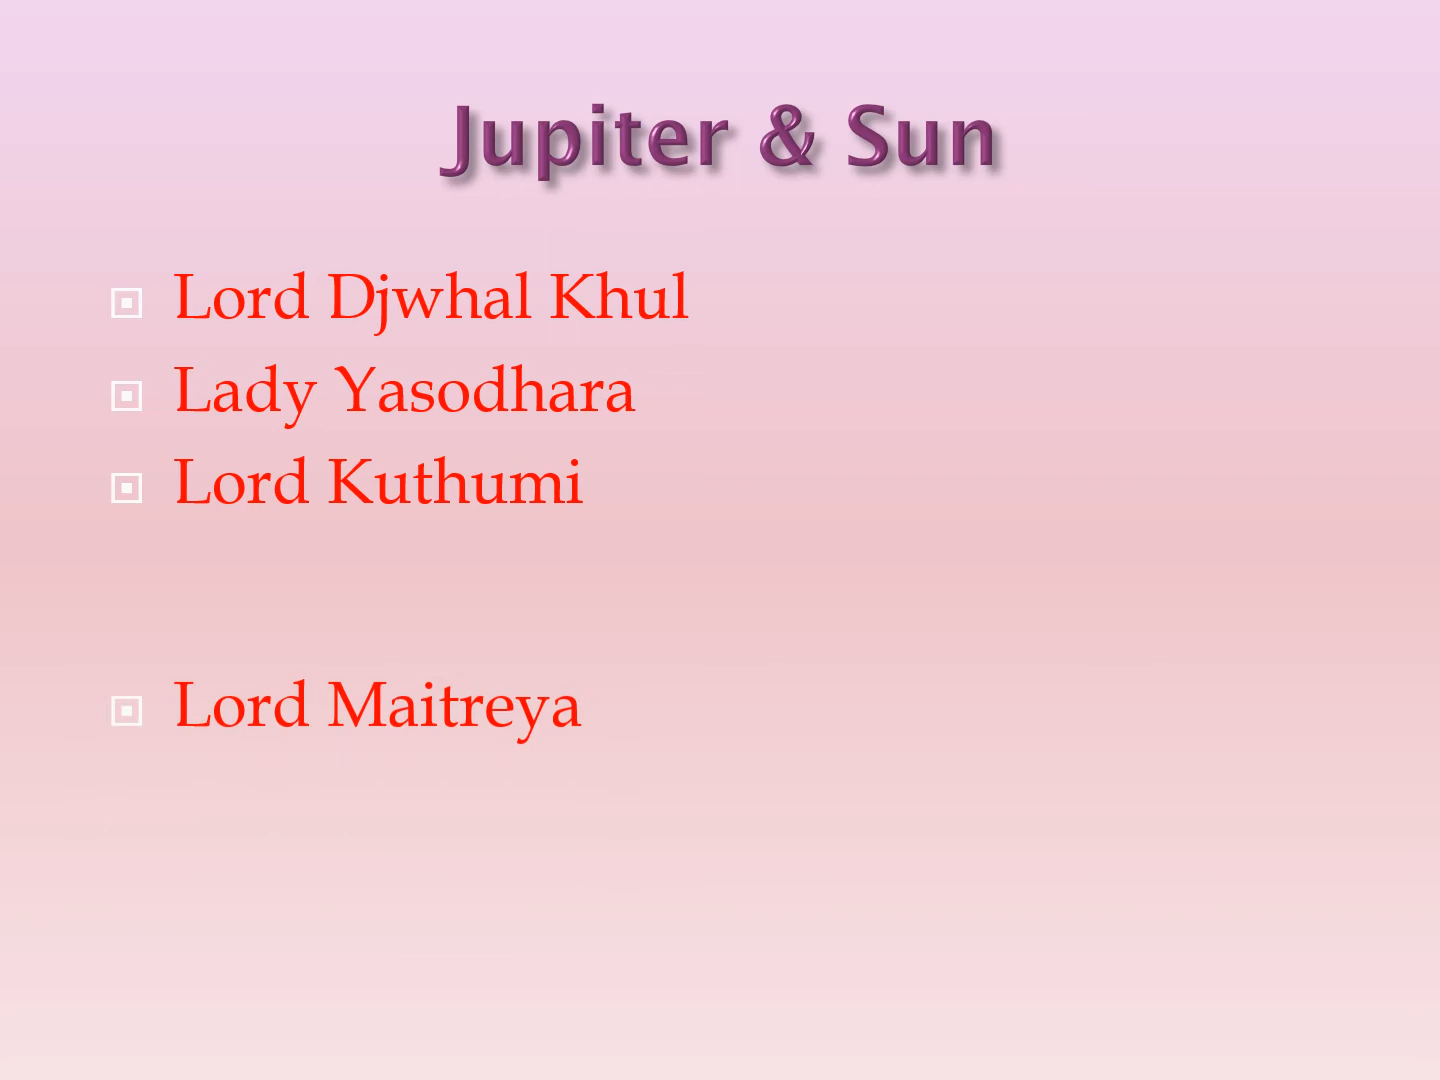 Jupiter & Sun
Lord Djwhal Khul
Lady Yasodhara
Lord Kuthumi
Lord Maitreya